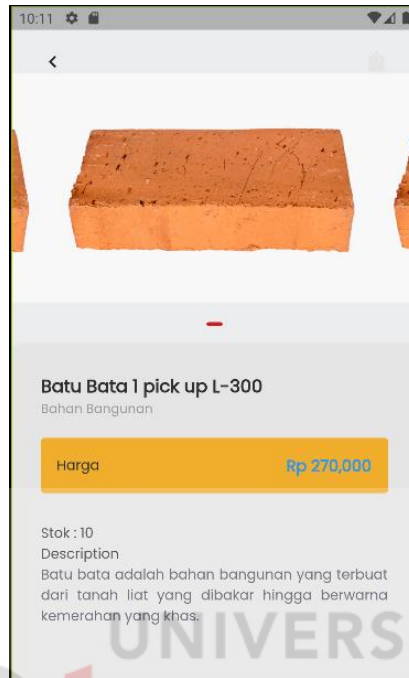 10:11
Batu Bata 1 pick up L-300
Bahan Bangunan
Harga Rp 270,000
Stok : 10
Description
Batu bata adalah bahan bangunan yang terbuat
dari tanah liat yang dibakar hingga berwarna
kemerahan yang khas.
UNIVERS